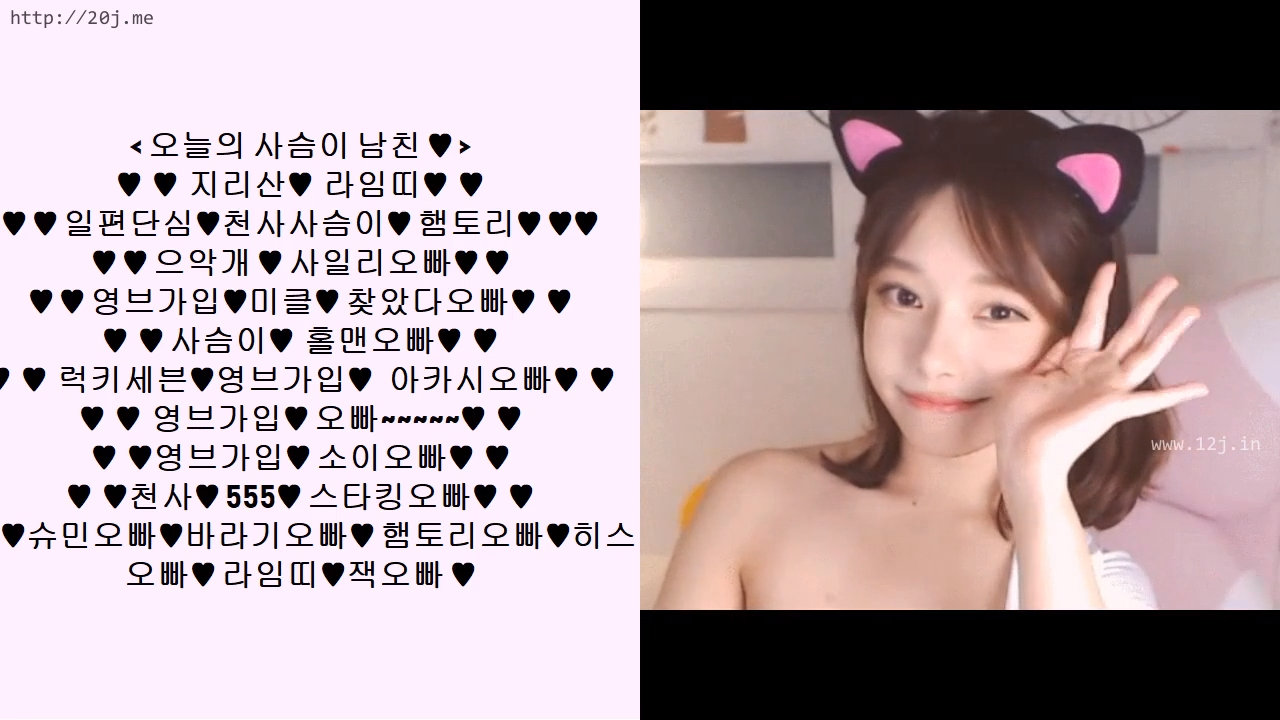 http://20j.me
<오늘의 사슴이 남친 ♥>
♥ ♥ 지리산♥ 라임띠♥ ♥
♥ ♥ 일편단심♥천사사슴이♥ 햄토리♥ ♥♥
♥ ♥ 으악개 ♥ 사일리오빠♥ ♥
♥ ♥ 영브가입♥미클♥ 찾았다오빠♥ ♥
♥ ♥ 사슴이♥ 홀맨오빠♥ ♥
♥ ♥ 럭키세븐♥영브가입♥ 아카시오빠♥ ♥
♥ ♥ 영브가입♥ 오빠~~~~~♥ ♥
♥ ♥영브가입♥ 소이오빠♥ ♥
♥ ♥천사♥ 555♥ 스타킹오빠♥ ♥
♥슈민오빠♥바라기오빠♥ 햄토리오빠♥히스
오빠♥ 라임띠♥잭오빠 ♥
www.12j.in